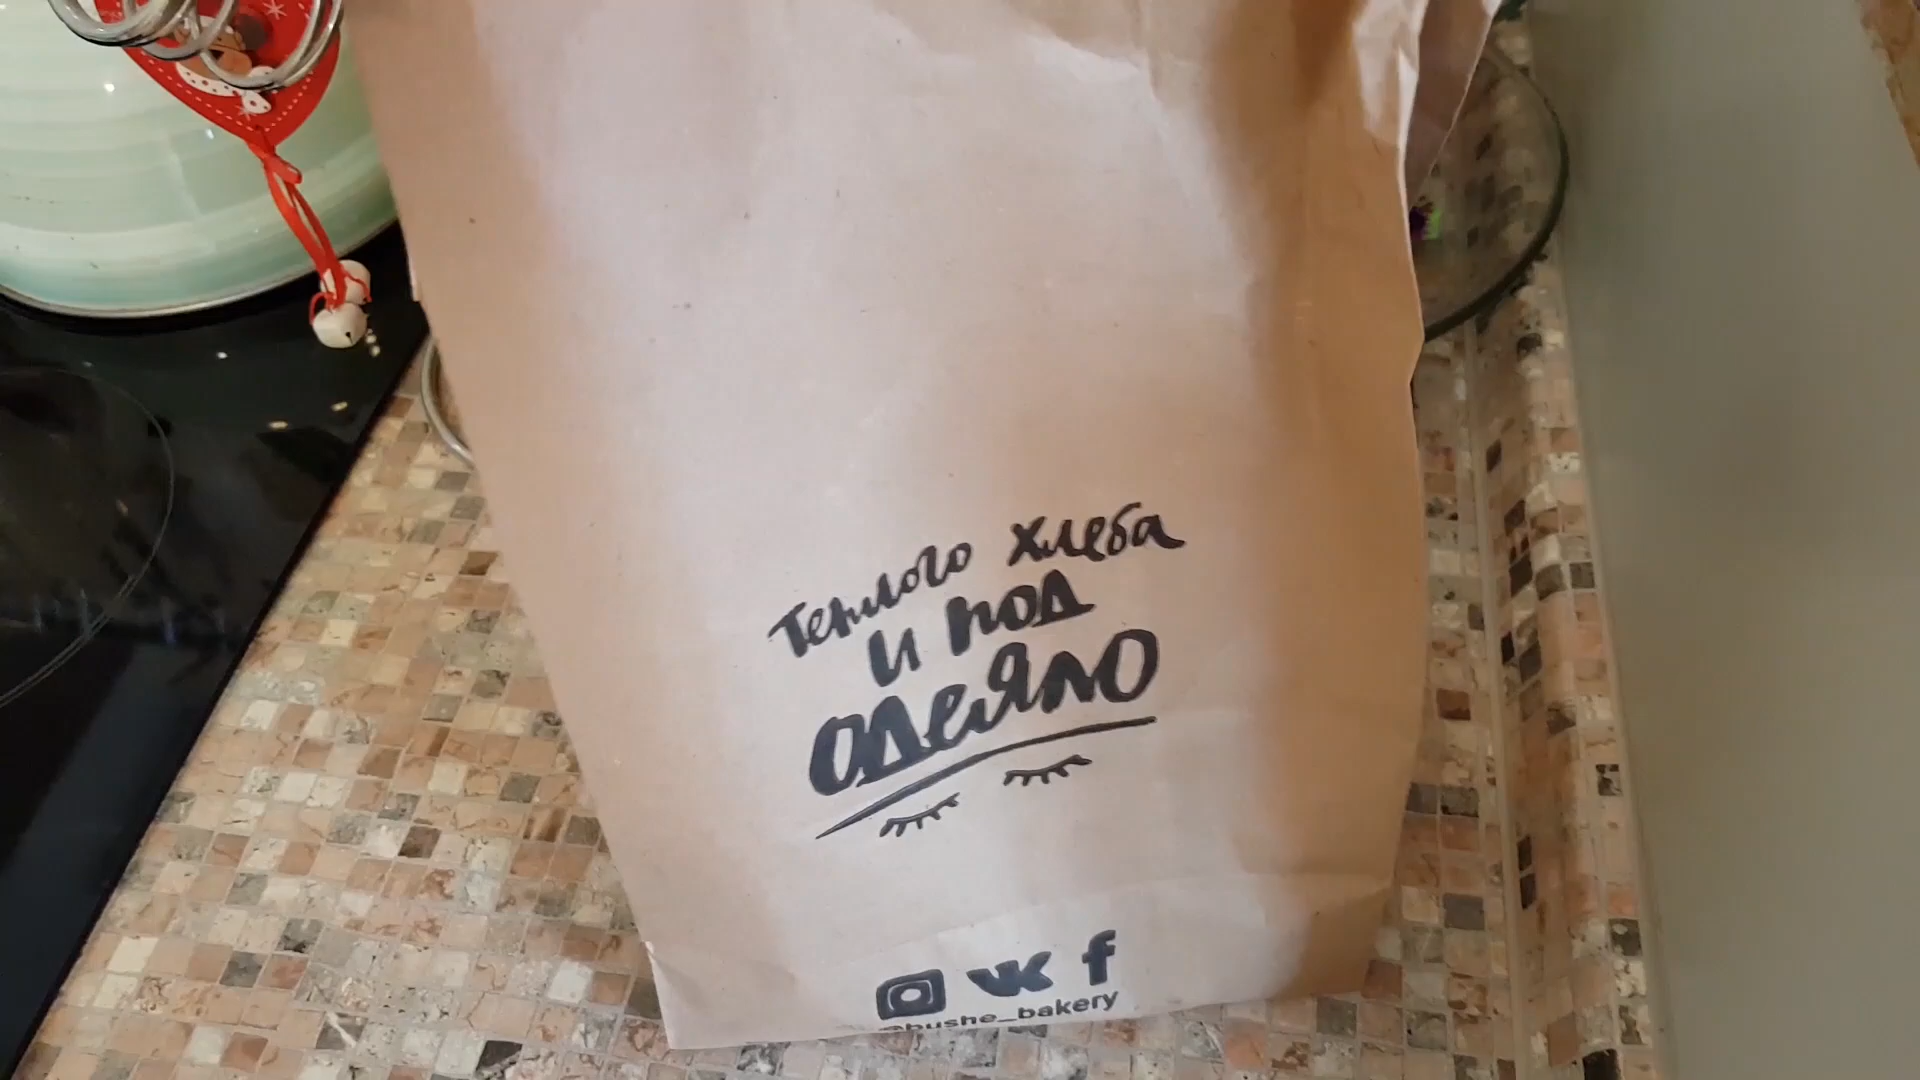 теплого хлеба
и под
одеяло
@bushe_bakery